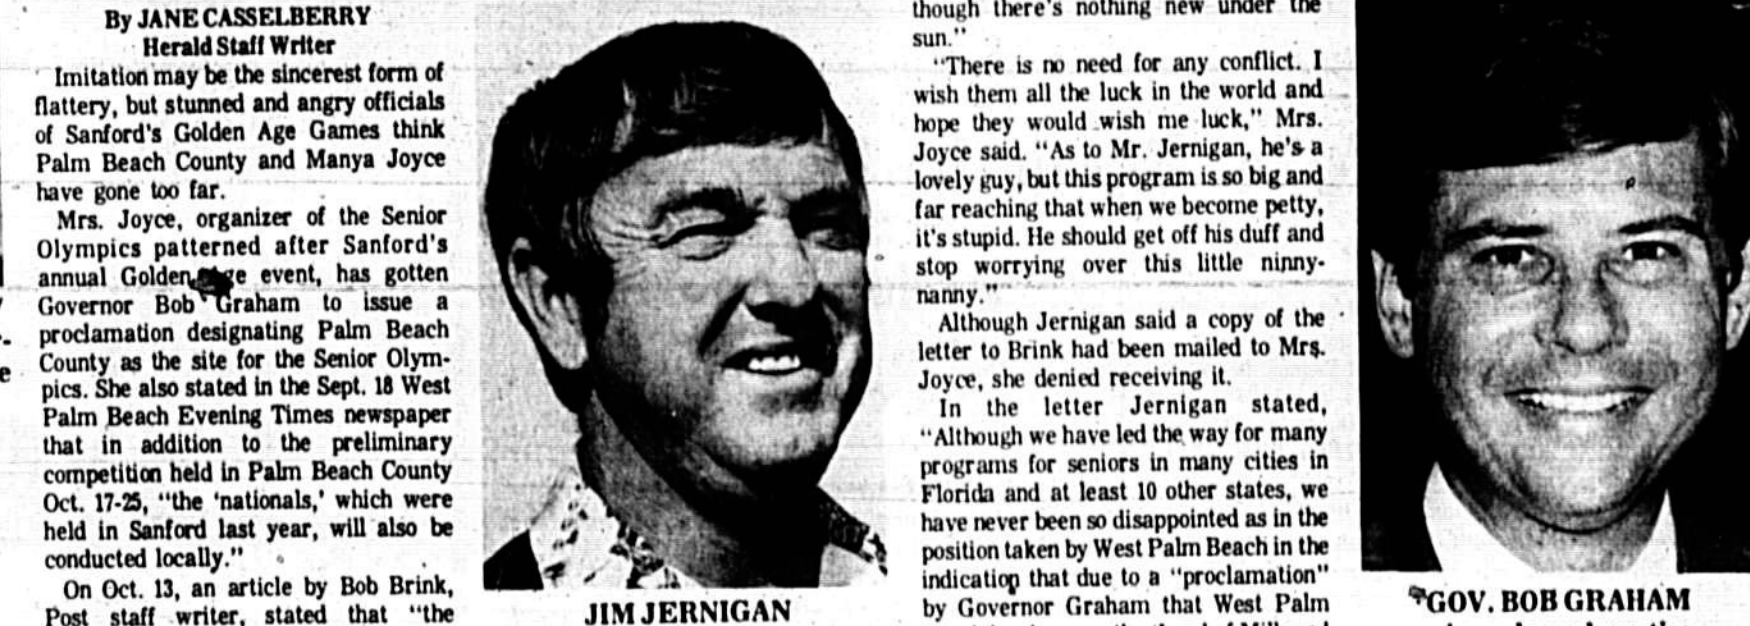 By JANE CASSELBERRY
Herald Staff Writer
Imitation may be the sincerest form of
flattery, but stunned and angry officials
of Sanford's Golden Age Games think
Palm Beach County and Manya Joyce
have gone too far.
Mrs. Joyce, organizer of the Senior
Olympics patterned after Sanford's
annual Golden Age event, has gotten
Governor Bob Graham to issue a
proclamation designating Palm Beach
County as the site for the Senior Olym-
pics. She also stated in the Sept. 18 West
Palm Beach Evening Times newspaper
that in addition to the preliminary
competition held in Palm Beach County
Oct. 17-25, "the 'nationals,' which were
held in Sanford last year, will also be
conducted locally."
On Oct. 13, an article by Bob Brink,
Post staff writer, stated that "the
JIM JERNIGAN
though there's nothing new under the
sun."
"There is no need for any conflict. I
wish them all the luck in the world and
hope they would wish me luck," Mrs.
Joyce said. "As to Mr. Jernigan, he's a
lovely guy, but this program is so big and
far reaching that when we become petty,
it's stupid. He should get off his duff and
stop worrying over this little ninny-
nanny."
Although Jernigan said a copy of the
letter to Brink had been mailed to Mrs.
Joyce, she denied receiving it.
In the letter Jernigan stated,
"Although we have led the way for many
programs for seniors in many cities in
Florida and at least 10 other states, we
have never been so disappointed as in the
position taken by West Palm Beach in the
indication that due to a "proclamation"
by Governor Graham that West Palm
GOV. BOB GRAHAM